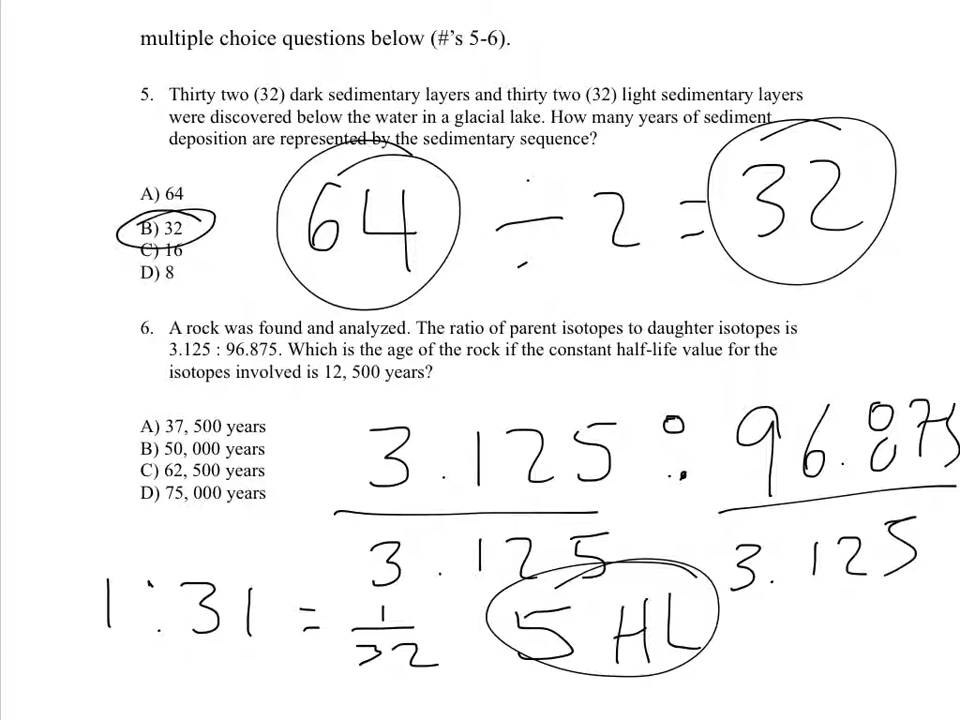 multiple choice questions below (#'s 5-6).
5. Thirty two (32) dark sedimentary layers and thirty two (32) light sedimentary layers
were discovered below the water in a glacial lake. How many years of sediment
deposition are represented by the sedimentary sequence?
A) 64
B) 32
C) 16
D) 8
64 ÷ 2 = 32
6. A rock was found and analyzed. The ratio of parent isotopes to daughter isotopes is
3.125 : 96.875. Which is the age of the rock if the constant half-life value for the
isotopes involved is 12, 500 years?
A) 37, 500 years
B) 50, 000 years
C) 62, 500 years
D) 75, 000 years
3.125 : 96.875
3.125 3.125
1:31 = 1/32 5 HL